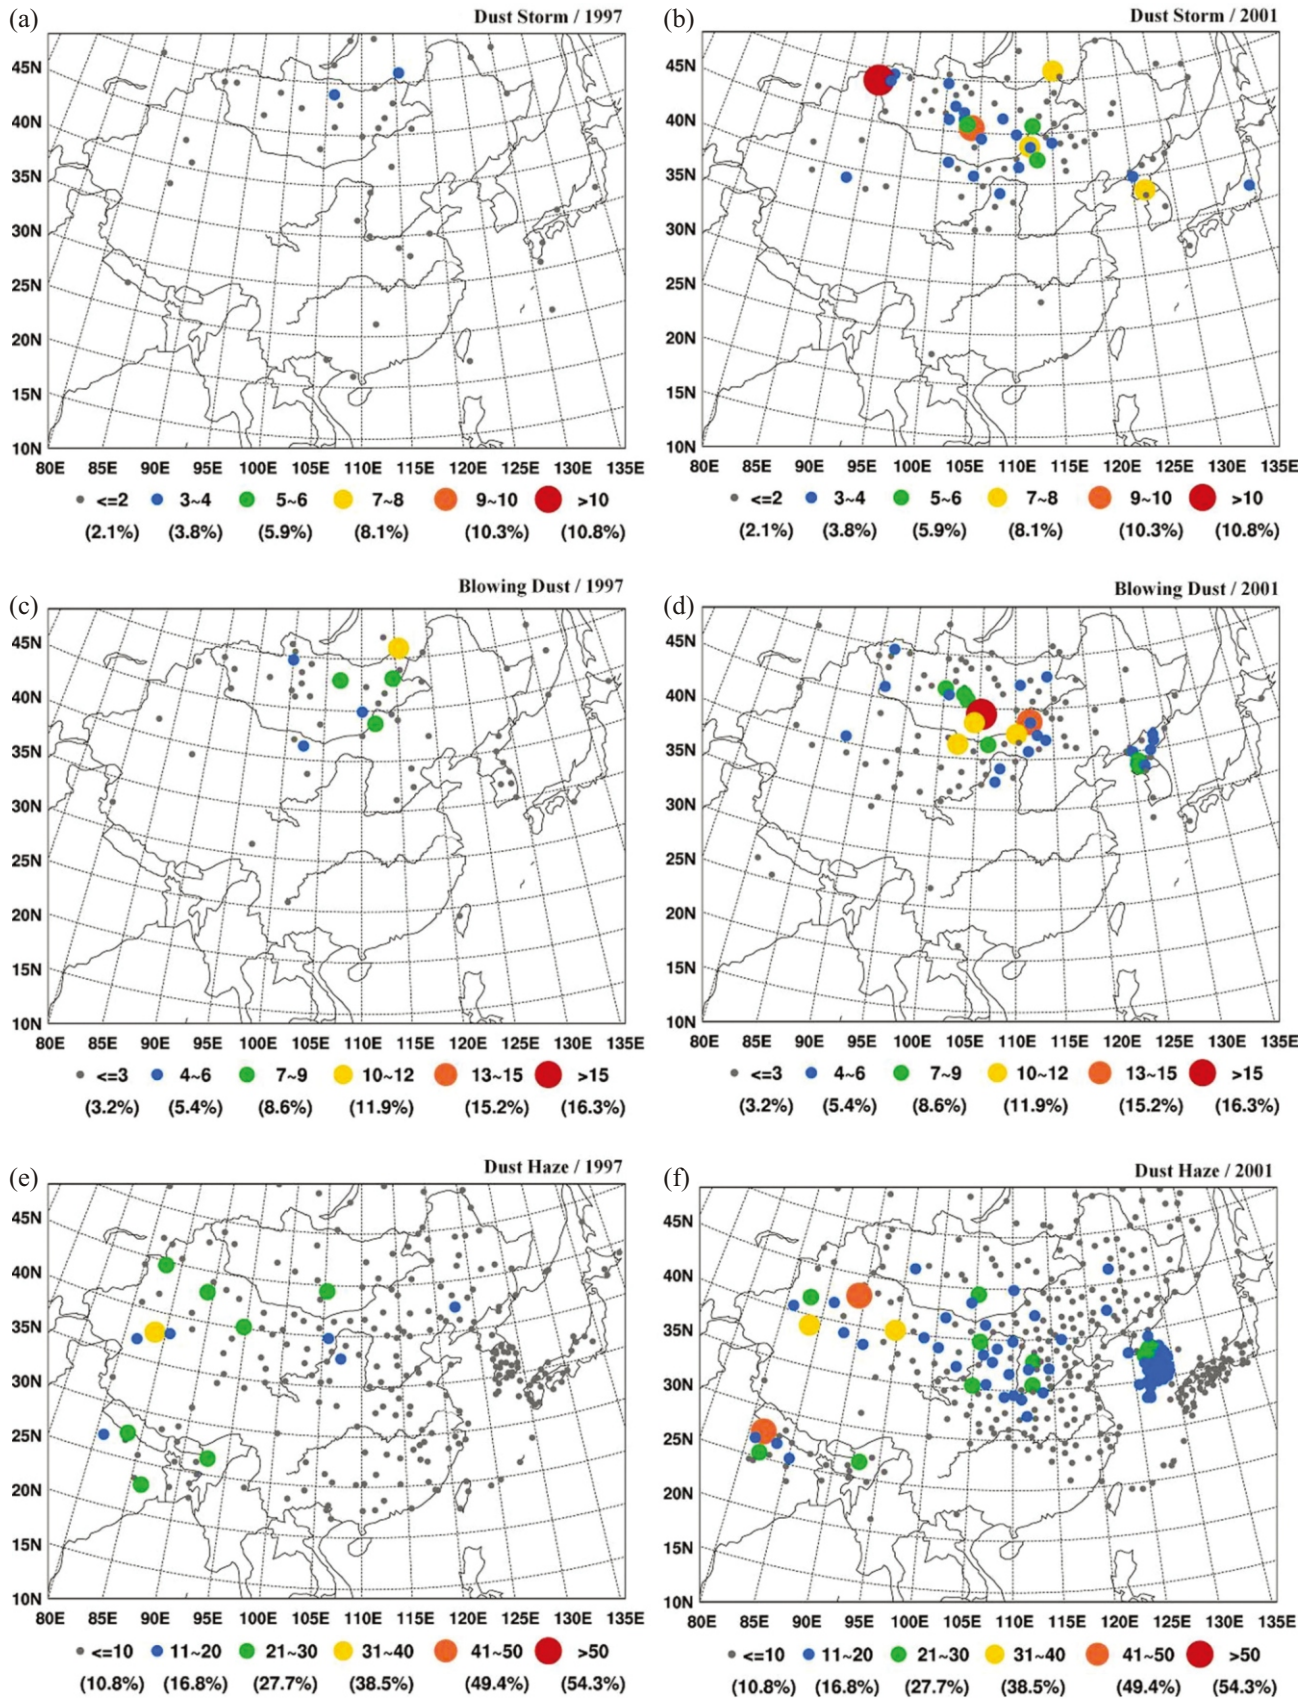 (a) Dust Storm / 1997
45N
40N
35N
30N
25N
20N
15N
10N
80E 85E 90E 95E 100E 105E 110E 115E 120E 125E 135E
<=2 3~4 5~6 7~8 9~10 >10
(2.1%) (3.8%) (5.9%) (8.1%) (10.3%) (10.8%)
(b) Dust Storm / 2001
45N
40N
35N
30N
25N
20N
15N
10N
80E 85E 95E 100E 105E 110E 115E 120E 125E 135E
<=2 3~4 5~6 7~8 9~10 >10
(2.1%) (3.8%) (5.9%) (8.1%) (10.3%) (10.8%)
(c) Blowing Dust / 1997
45N
40N
35N
30N
25N
20N
15N
10N
80E 85E 90E 95E 100E 105E 110E 115E 120E 125E 135E
<=3 4~6 7~9 10~12 13~15 >15
(3.2%) (5.4%) (8.6%) (11.9%) (15.2%) (16.3%)
(d) Blowing Dust / 2001
45N
40N
35N
30N
25N
20N
15N
10N
80E 85E 95E 100E 105E 110E 115E 120E 125E 135E
<=3 4~6 7~9 10~12 13~15 >15
(3.2%) (5.4%) (8.6%) (11.9%) (15.2%) (16.3%)
(e) Dust Haze / 1997
45N
40N
35N
30N
25N
20N
15N
10N
80E 85E 90E 95E 100E 105E 110E 115E 120E 125E 135E
<=10 11~20 21~30 31~40 41~50 >50
(10.8%) (16.8%) (27.7%) (38.5%) (49.4%) (54.3%)
(f) Dust Haze / 2001
45N
40N
35N
30N
25N
20N
15N
10N
80E 85E 95E 100E 105E 110E 115E 120E 125E 130E 135E
<=10 11~20 21~30 31~40 41~50 >50
(10.8%) (16.8%) (27.7%) (38.5%) (49.4%) (54.3%)